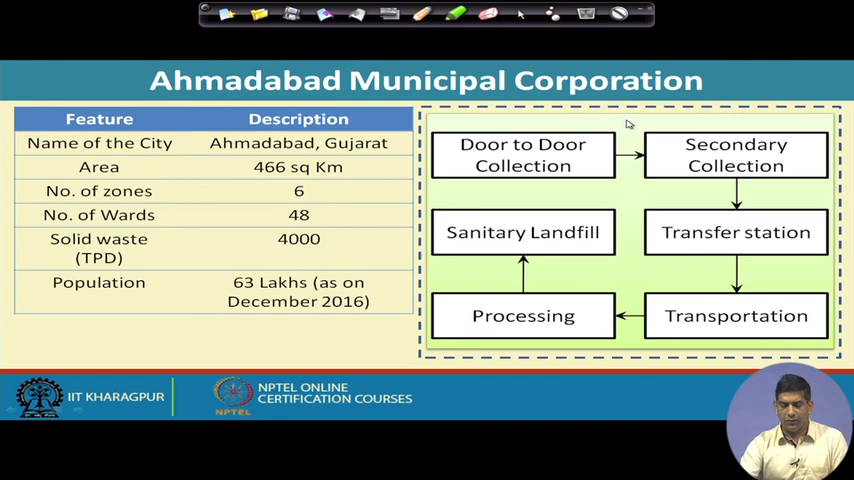 Ahmadabad Municipal Corporation
Feature Description
Name of the City Ahmadabad, Gujarat
Area 466 sq Km
No. of zones 6
No. of Wards 48
Solid waste 4000
(TPD)
Population 63 Lakhs (as on
December 2016)
Door to Door
Collection
Secondary
Collection
Sanitary Landfill
Transfer station
Processing
Transportation
IIT KHARAGPUR
NPTEL
NPTEL ONLINE
CERTIFICATION COURSES